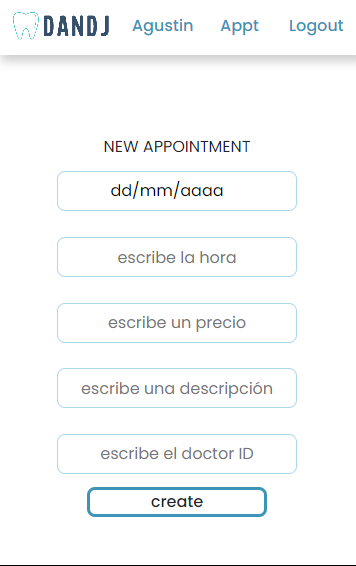 DANDJ Agustin Appt Logout
NEW APPOINTMENT
dd/mm/aaaa
escribe la hora
escribe un precio
escribe una descripción
escribe el doctor ID
create